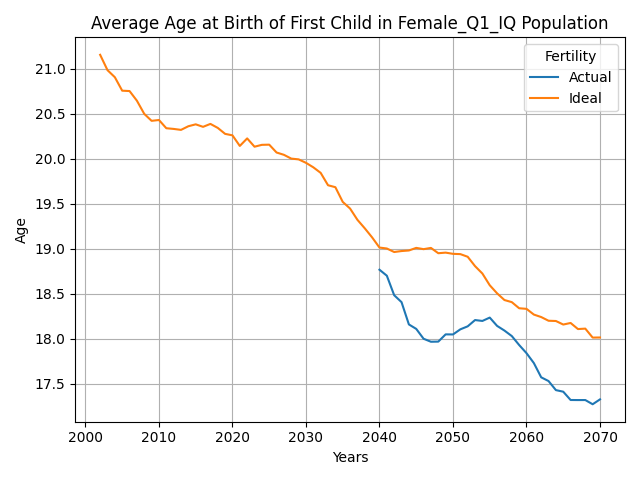 Average Age at Birth of First Child in Female_Q1_IQ Population
Fertility
Actual
Ideal
Age
21.0
20.5
20.0
19.5
19.0
18.5
18.0
17.5
2000 2010 2020 2030 2040 2050 2060 2070
Years